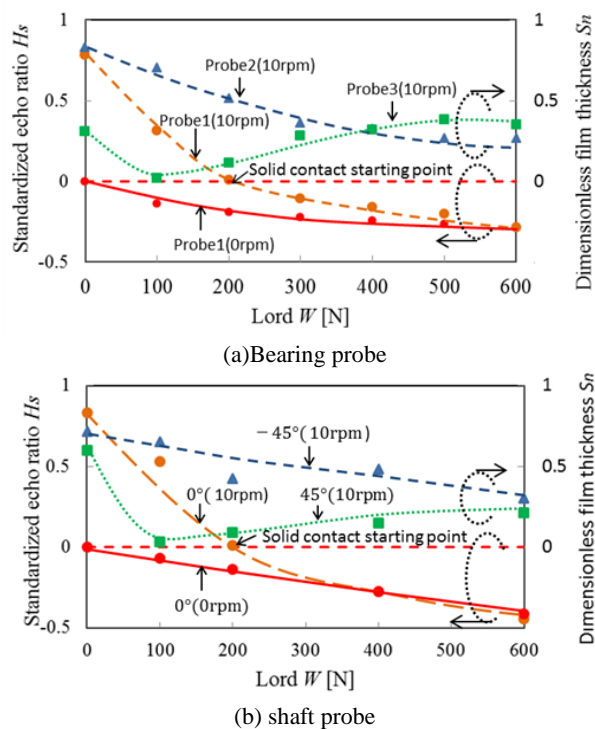 1
1
Standardized echo ratio Hs
Dimensionless film thickness Sn
Probe2(10rpm)
Probe3(10rpm)
0.5
0.5
Probe1(10rpm)
Solid contact starting point
0
0
Probe1(0rpm)
-0.5
-0.5
0 100 200 300 400 500 600
Lord W [N]
(a)Bearing probe
1
1
Standardized echo ratio Hs
Dimensionless film thickness Sn
−45°(10rpm)
0.5
0.5
0°(10rpm)
45°(10rpm)
Solid contact starting point
0
0
0°(0rpm)
-0.5
-0.5
0 100 200 300 400 500 600
Lord W [N]
(b) shaft probe